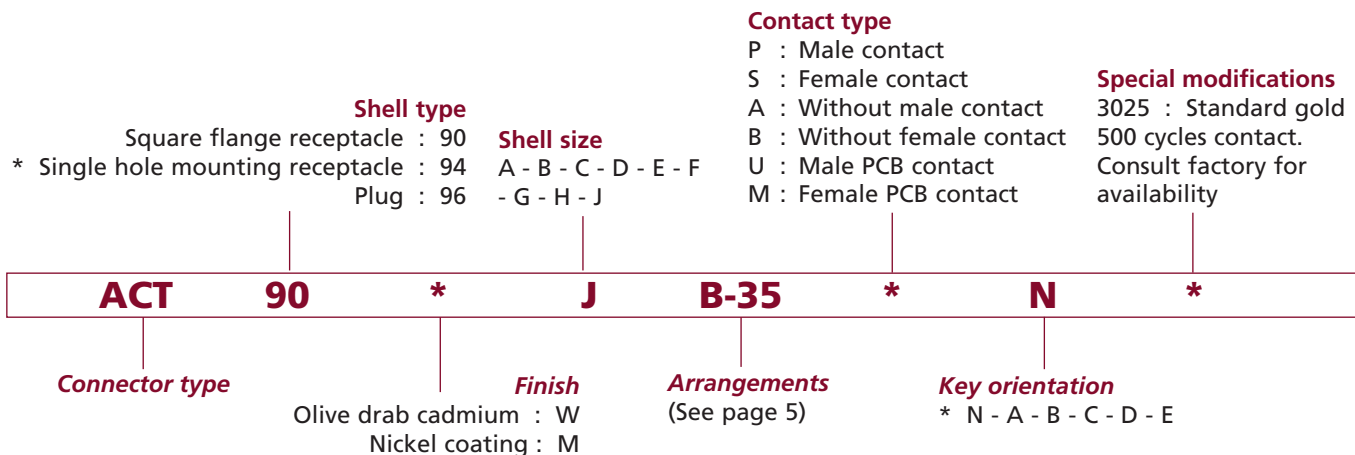 Contact type
P : Male contact
S : Female contact
A : Without male contact
B : Without female contact
U : Male PCB contact
M : Female PCB contact
Special modifications
3025 : Standard gold
500 cycles contact.
Consult factory for
availability
Shell type
Square flange receptacle : 90
* Single hole mounting receptacle : 94
Plug : 96
Shell size
A - B - C - D - E - F
- G - H - J
ACT 90 * J B-35 * N *
Connector type
Finish
Olive drab cadmium : W
Nickel coating : M
Arrangements
(See page 5)
Key orientation
* N - A - B - C - D - E